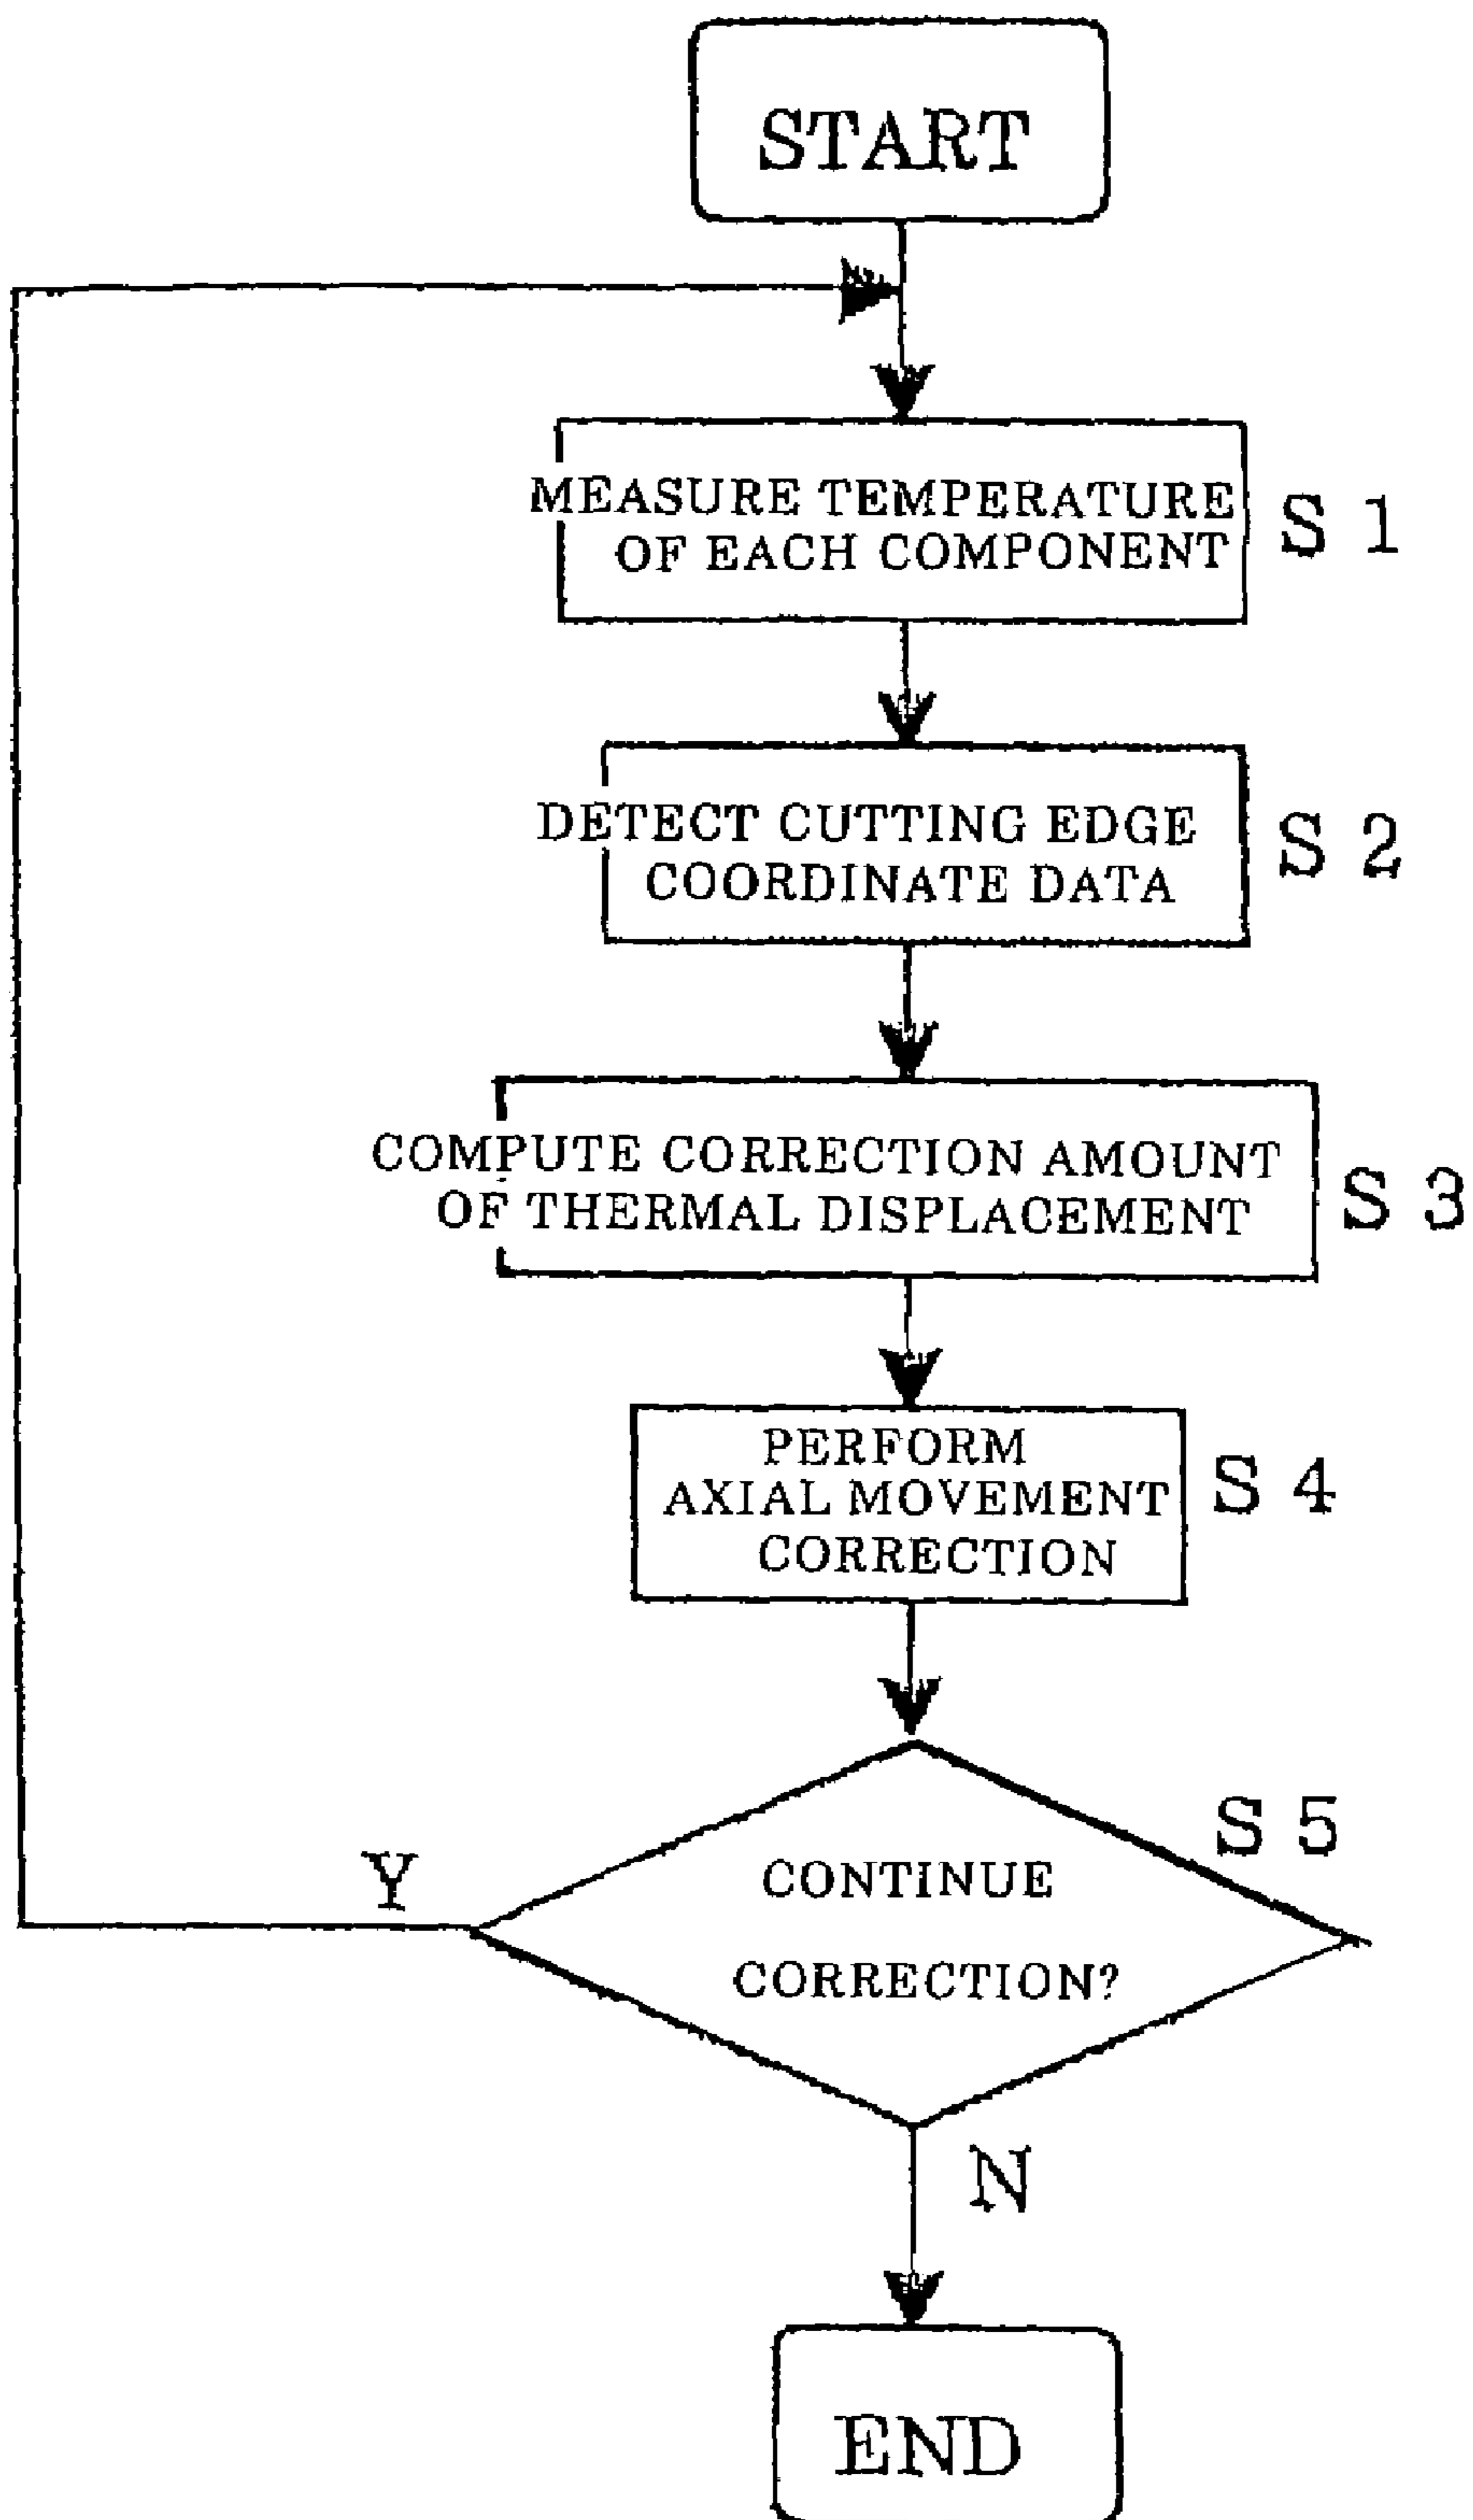 START
MEASURE TEMPERATURE
OF EACH COMPONENT
S 1
DETECT CUTTING EDGE
COORDINATE DATA
S 2
COMPUTE CORRECTION AMOUNT
OF THERMAL DISPLACEMENT
S 3
PERFORM
AXIAL MOVEMENT
CORRECTION
S 4
S 5
Y
CONTINUE
CORRECTION?
N
END